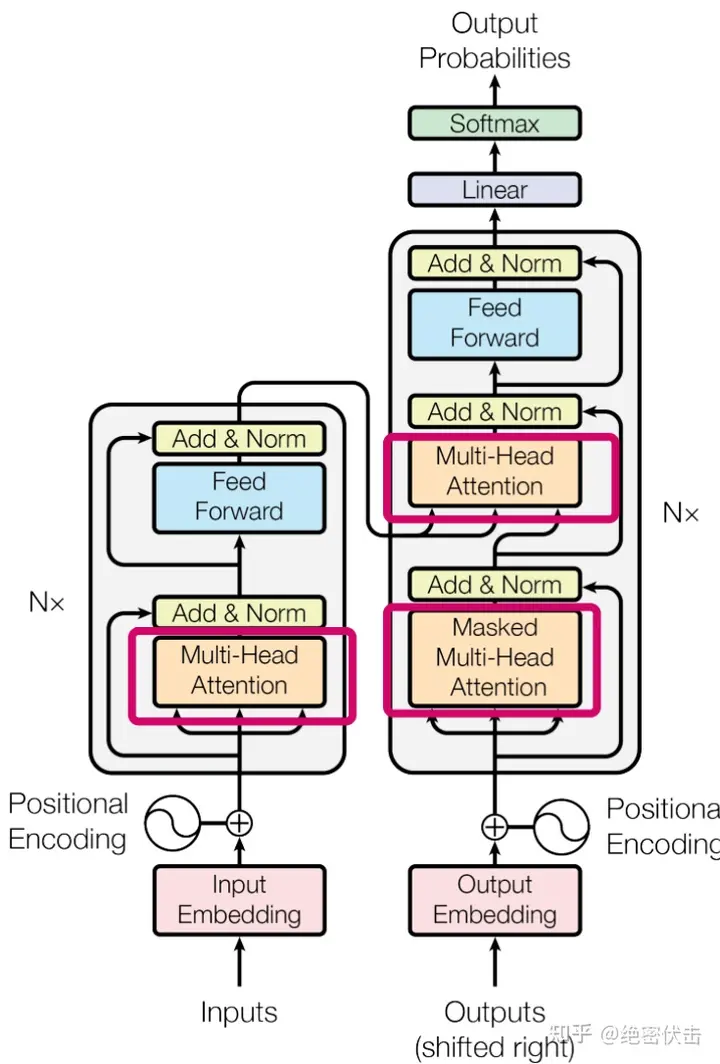 Output
Probabilities
Softmax
Linear
Add & Norm
Feed
Forward
Add & Norm
Multi-Head
Attention
Add & Norm
Masked
Multi-Head
Attention
N×
Add & Norm
Feed
Forward
Add & Norm
Multi-Head
Attention
N×
Positional
Encoding
Input
Embedding
Inputs
Positiona
Encoding
Output
Embedding
Outputs
(shifted right)
知乎 @绝密伏击